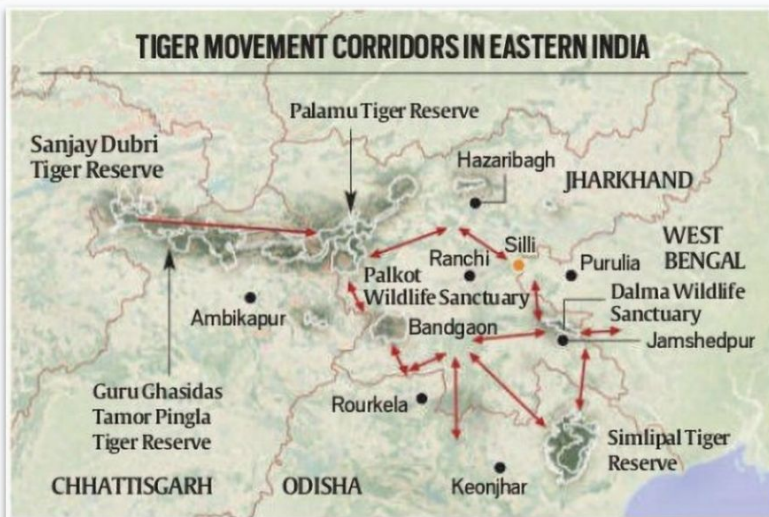 TIGER MOVEMENT CORRIDORS IN EASTERN INDIA
Palamu Tiger Reserve
Sanjay Dubri
Tiger Reserve
Hazaribagh
JHARKHAND
WEST
BENGAL
Ranchi
Silli
Purulia
Palkot
Wildlife Sanctuary
Dalma Wildlife
Sanctuary
Ambikapur
Bandgaon
Jamshedpur
Guru Ghasidas
Tamor Pingla
Tiger Reserve
Rourkela
Simlipal Tiger
Reserve
CHHATTISGARH
ODISHA
Keonjhar